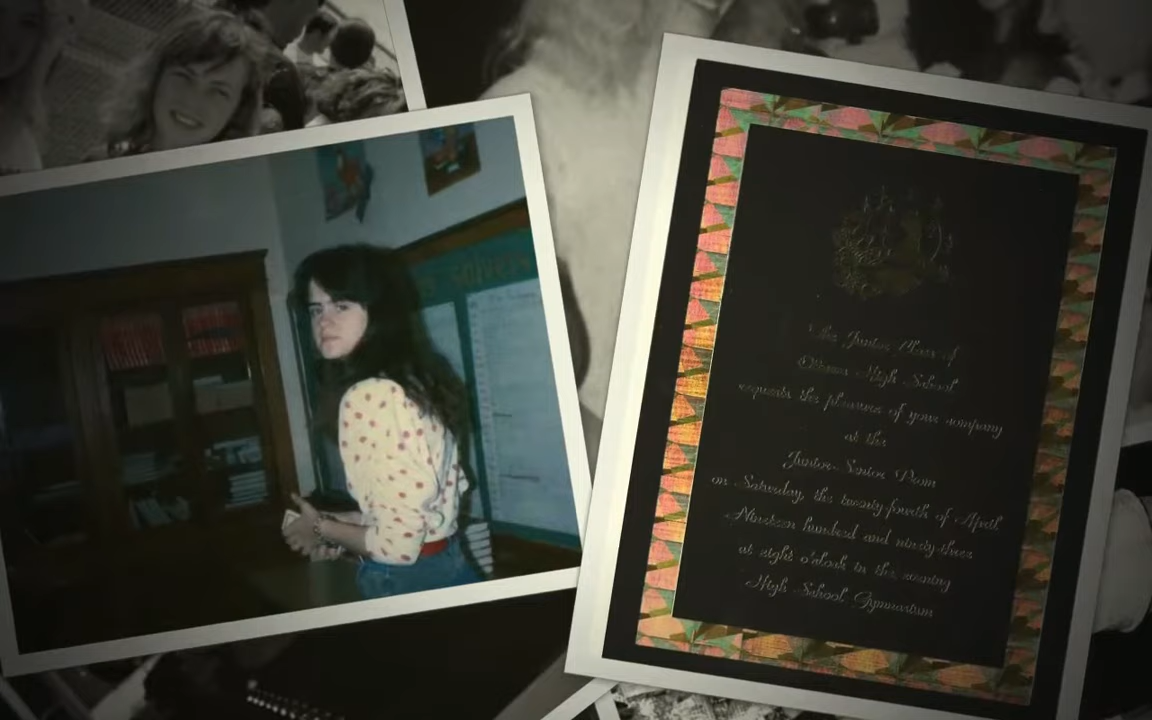 Solvers
The Junior Class of
Ottawa High School
requests the pleasure of your company
at the
Junior-Senior Prom
on Saturday, the twenty-fourth of April
Nineteen hundred and ninety-three
at eight o'clock in the evening
High School Gymnasium